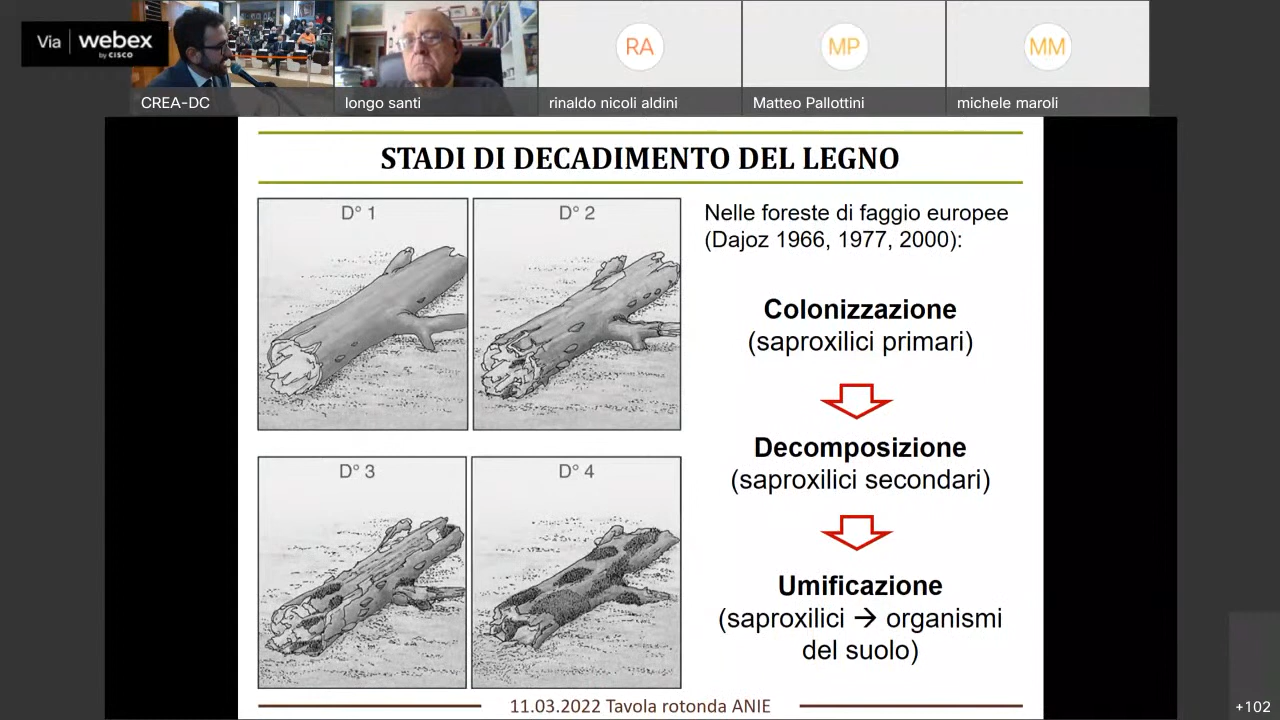 Via webex
by CISCO
CREA-DC
longo santi
RA
rinaldo nicoli aldini
MP
Matteo Pallottini
MM
michele maroli
STADI DI DECADIMENTO DEL LEGNO
D° 1
D° 2
D° 3
D° 4
Nelle foreste di faggio europee
(Dajoz 1966, 1977, 2000):
Colonizzazione
(saproxilici primari)
Decomposizione
(saproxilici secondari)
Umificazione
(saproxilici → organismi
del suolo)
11.03.2022 Tavola rotonda ANIE
+102